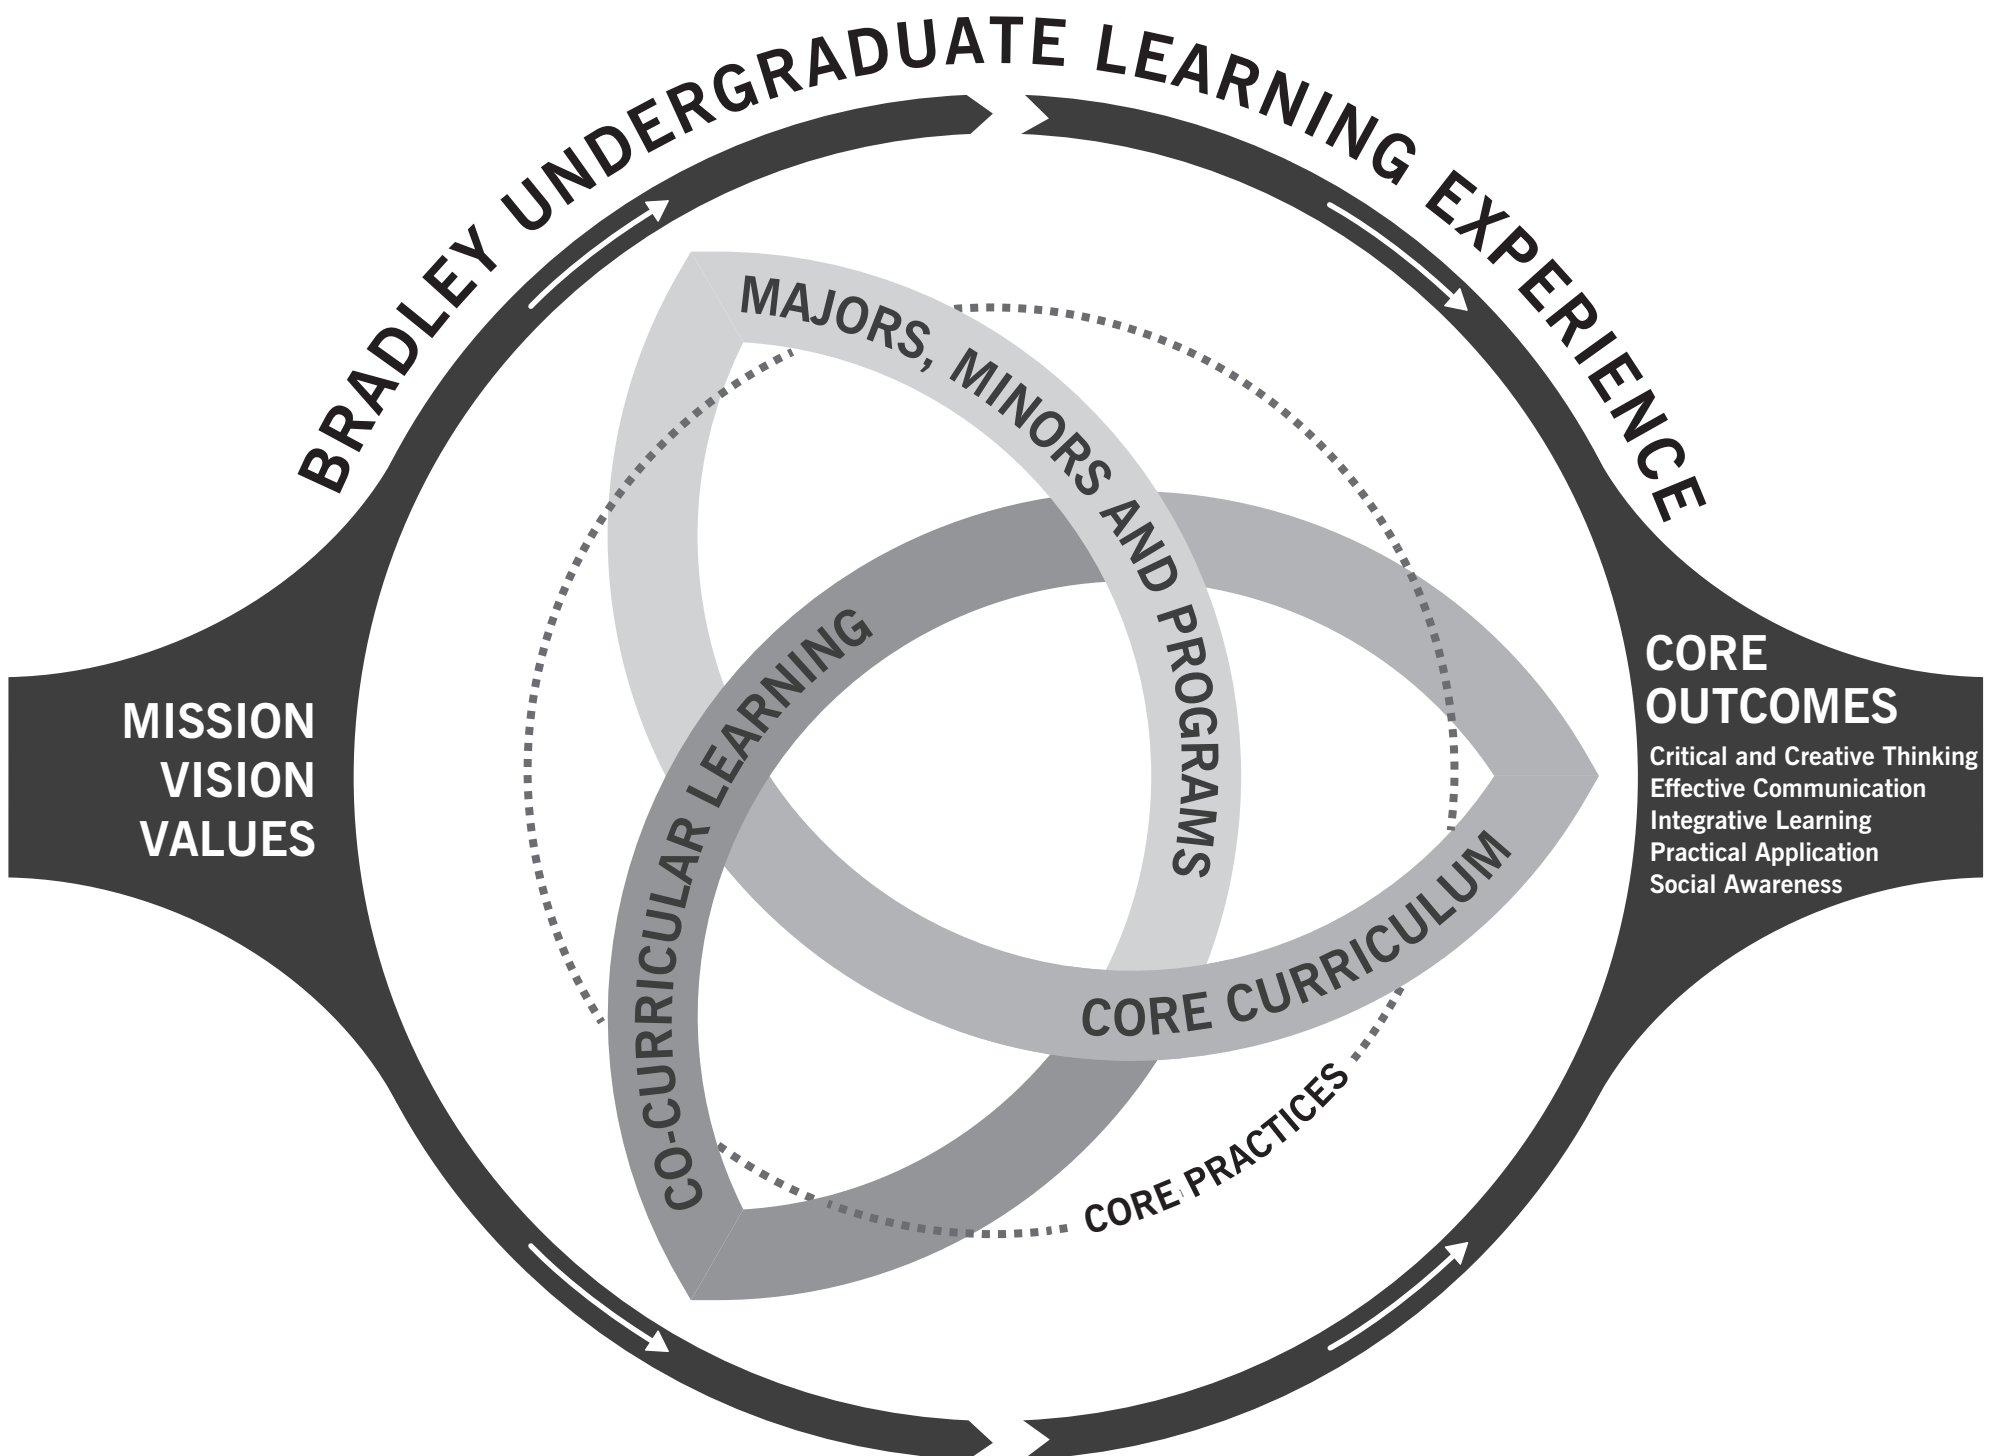 BRADLEY UNDERGRADUATE LEARNING EXPERIENCE
MAJORS, MINORS AND PROGRAMS
CO-CURRICULAR LEARNING
CORE CURRICULUM
CORE PRACTICES
MISSION
VISION
VALUES
CORE
OUTCOMES
Critical and Creative Thinking
Effective Communication
Integrative Learning
Practical Application
Social Awareness